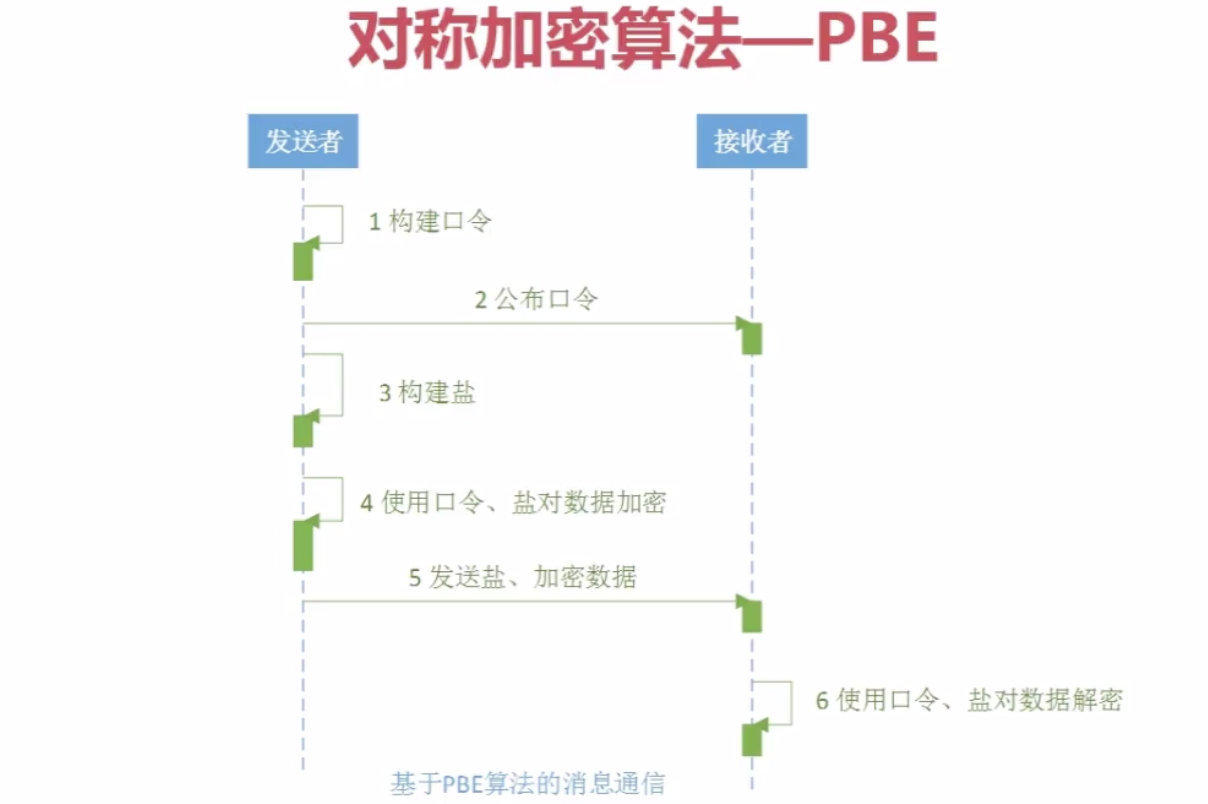 对称加密算法—PBE
发送者
接收者
1 构建口令
2 公布口令
3 构建盐
4 使用口令、盐对数据加密
5 发送盐、加密数据
6 使用口令、盐对数据解密
基于PBE算法的消息通信